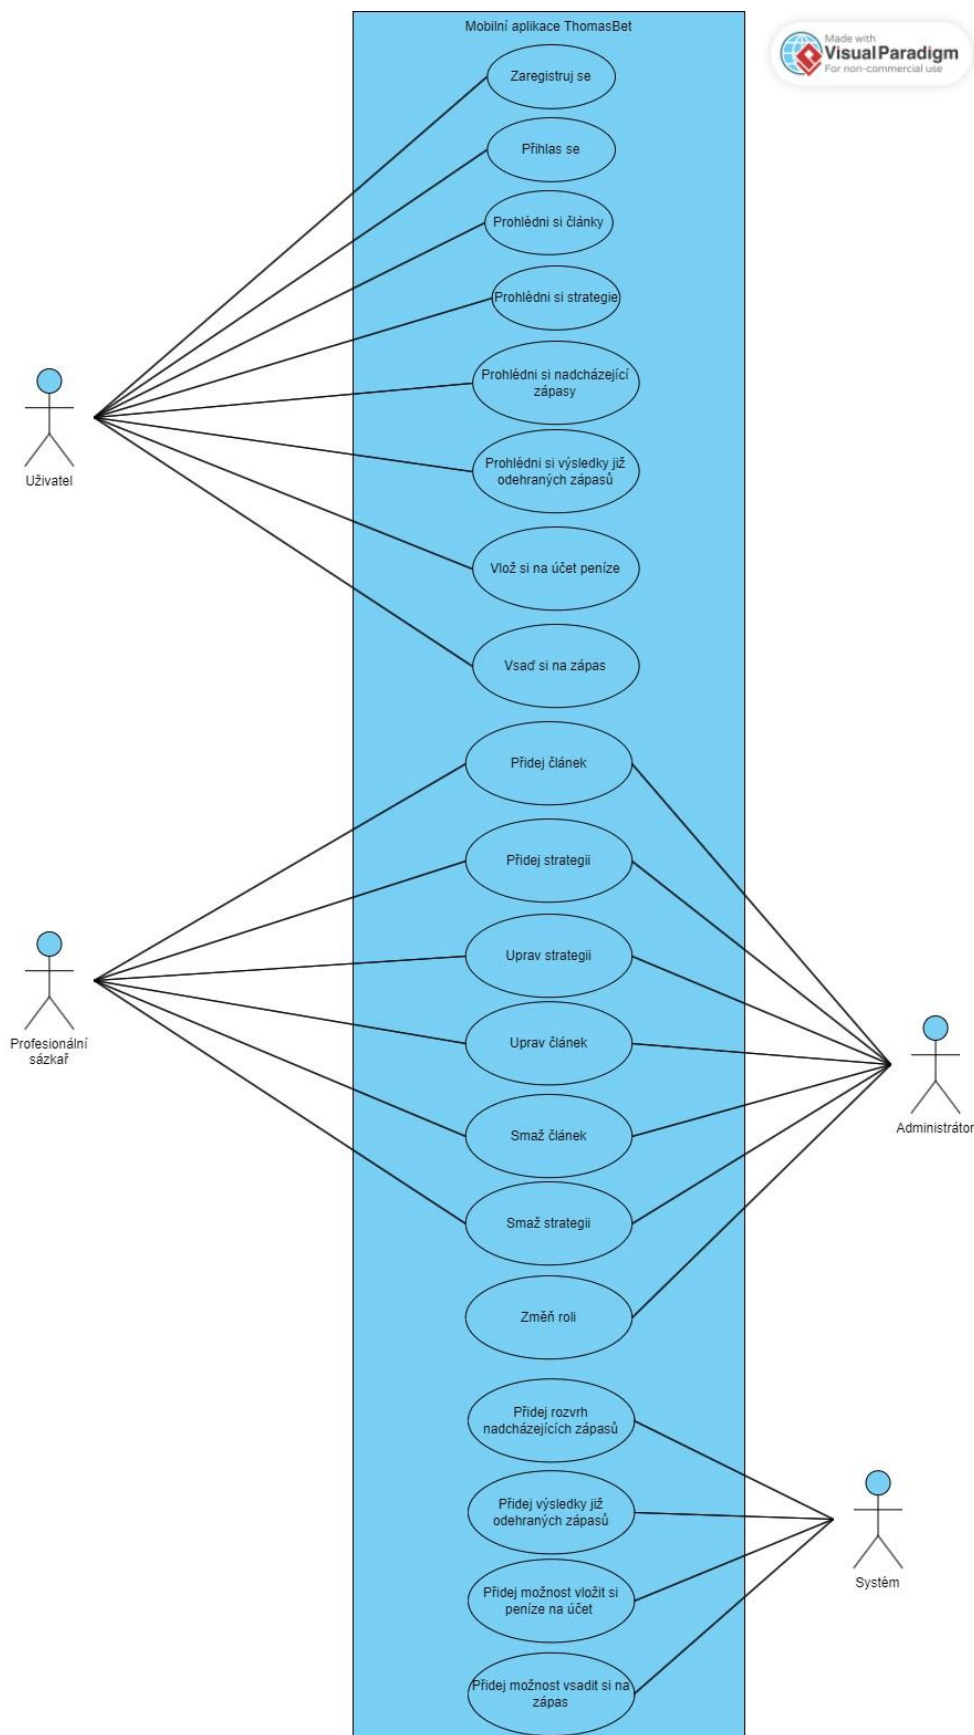 Mobilní aplikace ThomasBet
Made with
VisualParadigm
For non-commercial use
Zaregistruj se
Přihlas se
Prohlédni si články
Prohlédni si strategie
Prohlédni si nadcházející
zápasy
Prohlédni si výsledky již
odehraných zápasů
Uživatel
Vlož si na účet peníze
Vsaď si na zápas
Přidej článek
Přidej strategii
Uprav strategii
Uprav článek
Profesionální
sázkař
Smaž článek
Administrátor
Smaž strategii
Změň roli
Přidej rozvrh
nadcházejících zápasů
Přidej výsledky již
odehraných zápasů
Systém
Přidej možnost vložit si
peníze na účet
Přidej možnost vsadit si na
zápas